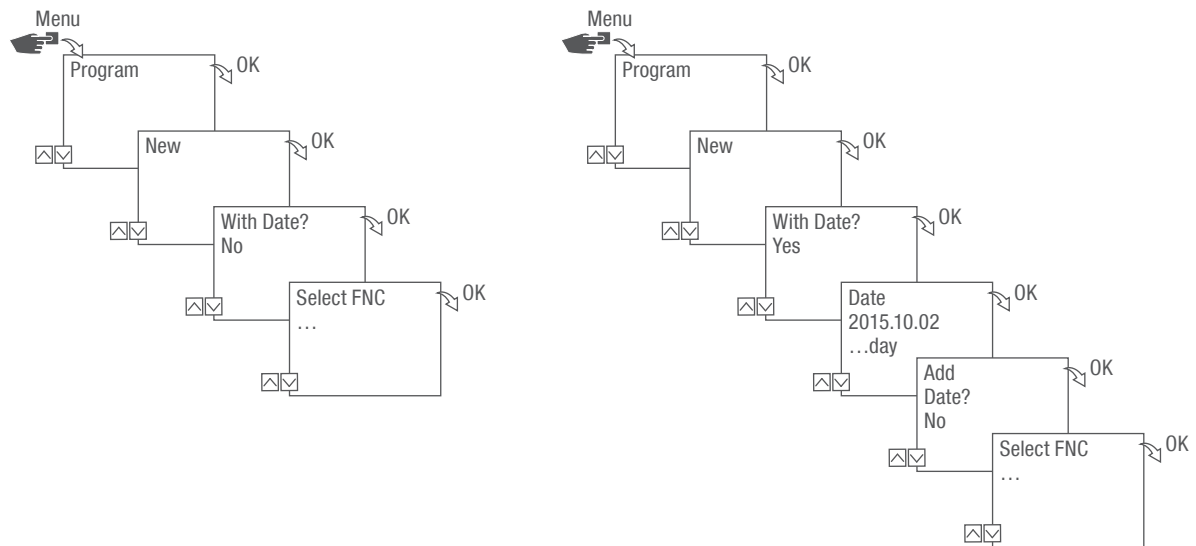 Menu
Program
OK
New
OK
With Date?
No
OK
Select FNC
OK
…
Menu
Program
OK
New
OK
With Date?
Yes
OK
Date
2015.10.02
…day
OK
Add
Date?
No
OK
Select FNC
…
OK